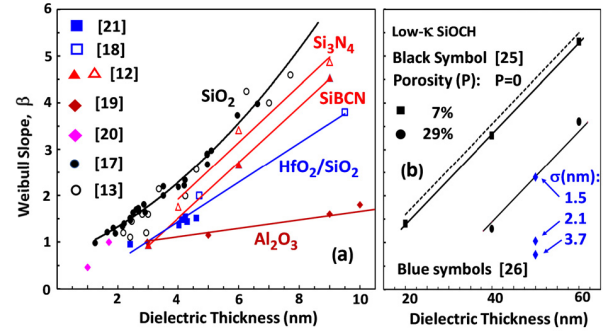 Weibull Slope, β
6
5
4
3
2
1
0
(a)
[21]
[18]
[12]
[19]
[20]
[17]
[13]
SiO2
Si3N4
SiBCN
HfO2/SiO2
Al2O3
(a)
2
4
6
8
10
Dielectric Thickness (nm)
Low-κ SiOCH
Black Symbol [25]
Porosity (P): P=0
7%
29%
(b)
σ(nm):
1.5
2.1
3.7
Blue symbols [26]
20
40
60
Dielectric Thickness (nm)